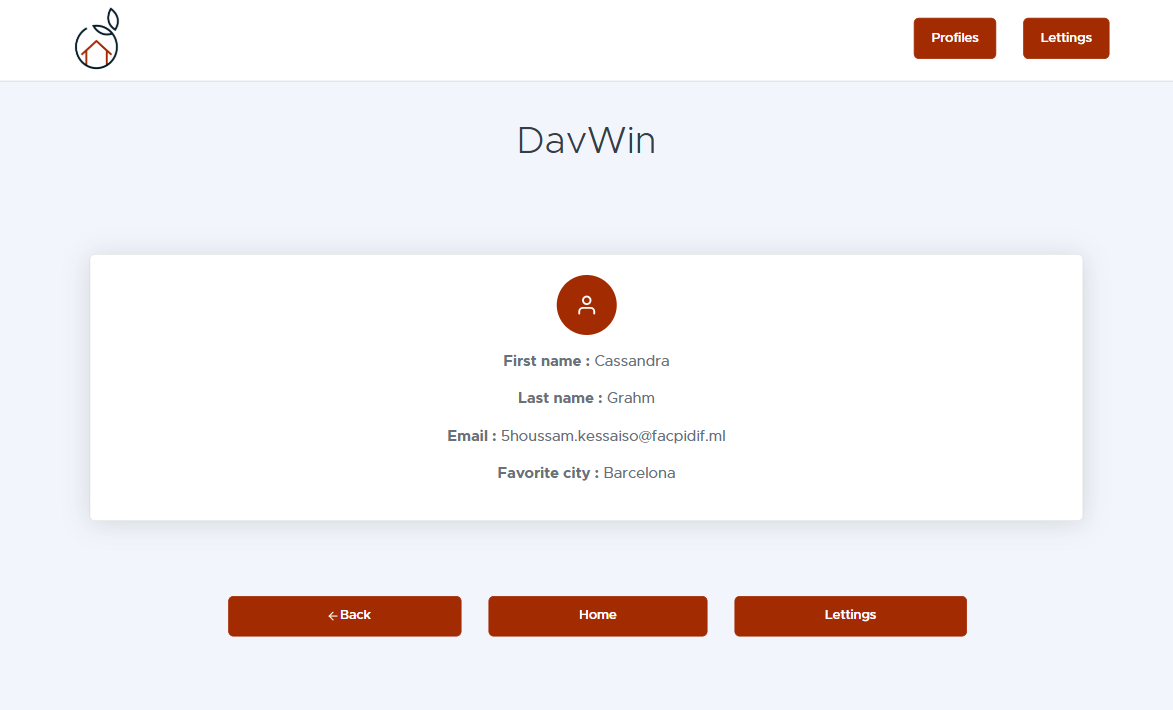 Profiles Lettings
DavWin
First name : Cassandra
Last name : Grahm
Email : 5houssam.kessaiso@facpidif.ml
Favorite city : Barcelona
←Back Home Lettings